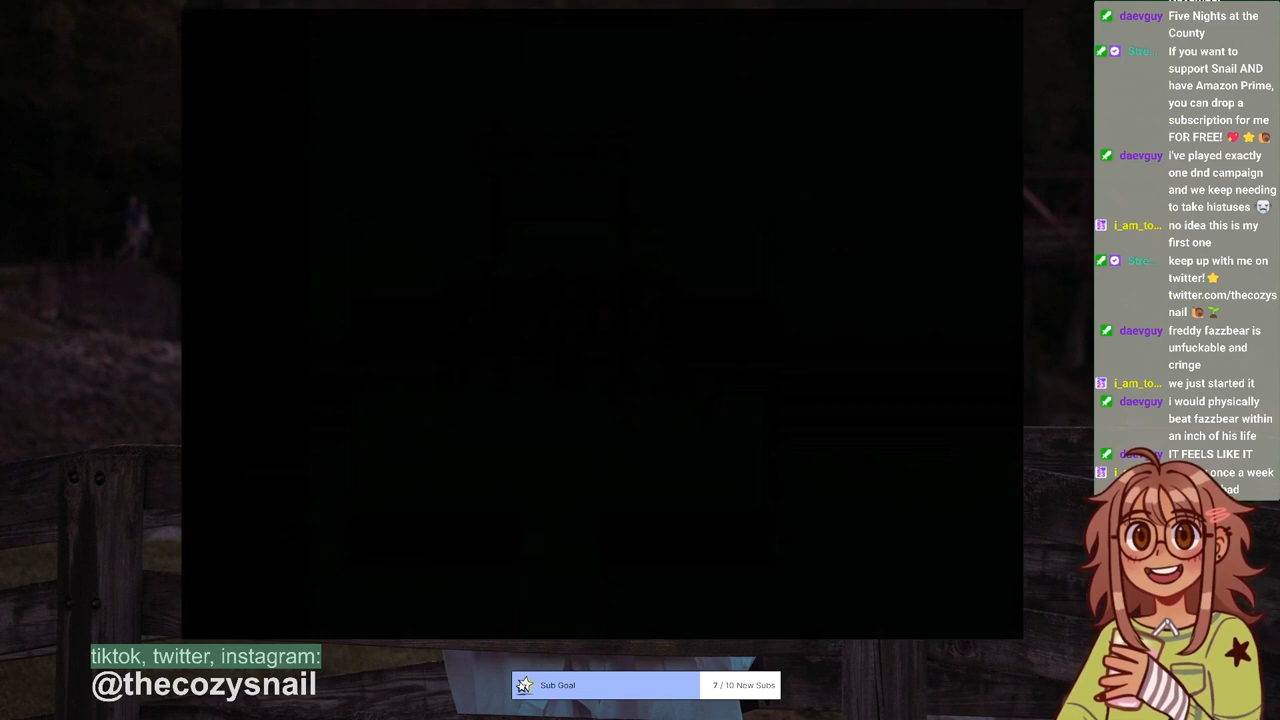 daevguy Five Nights at the
County
Stre... If you want to
support Snail AND
have Amazon Prime,
you can drop a
subscription for me
FOR FREE! 💖 ⭐ 🐌
daevguy i've played exactly
one dnd campaign
and we keep needing
to take hiatuses 😭
i_am_to... no idea this is my
first one
Stre... keep up with me on
twitter!⭐
twitter.com/thecozys
nail 🐌 🌱
daevguy freddy fazzbear is
unfuckable and
cringe
i_am_to... we just started it
daevguy i would physically
beat fazzbear within
an inch of his life
IT FEELS LIKE IT
once a week
tiktok, twitter, instagram:
@thecozysnail
Sub Goal 7 / 10 New Subs